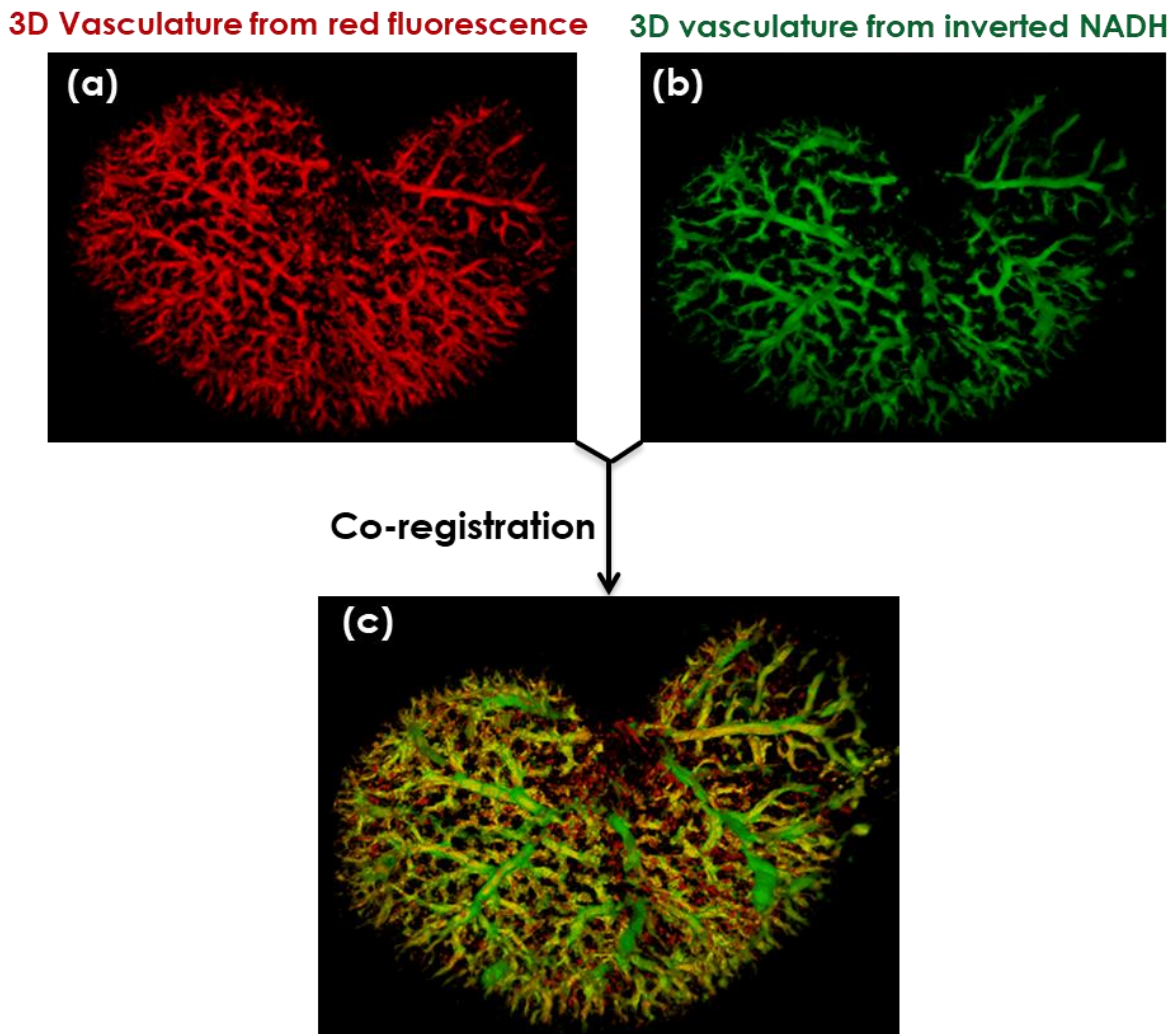 3D Vasculature from red fluorescence
3D vasculature from inverted NADH
(a)
(b)
Co-registration
(c)